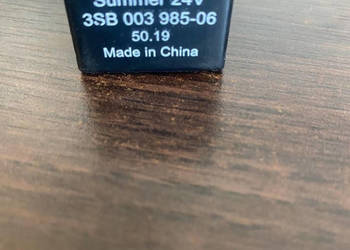 Summer 24V
3SB 003 985-06
50.19
Made in China